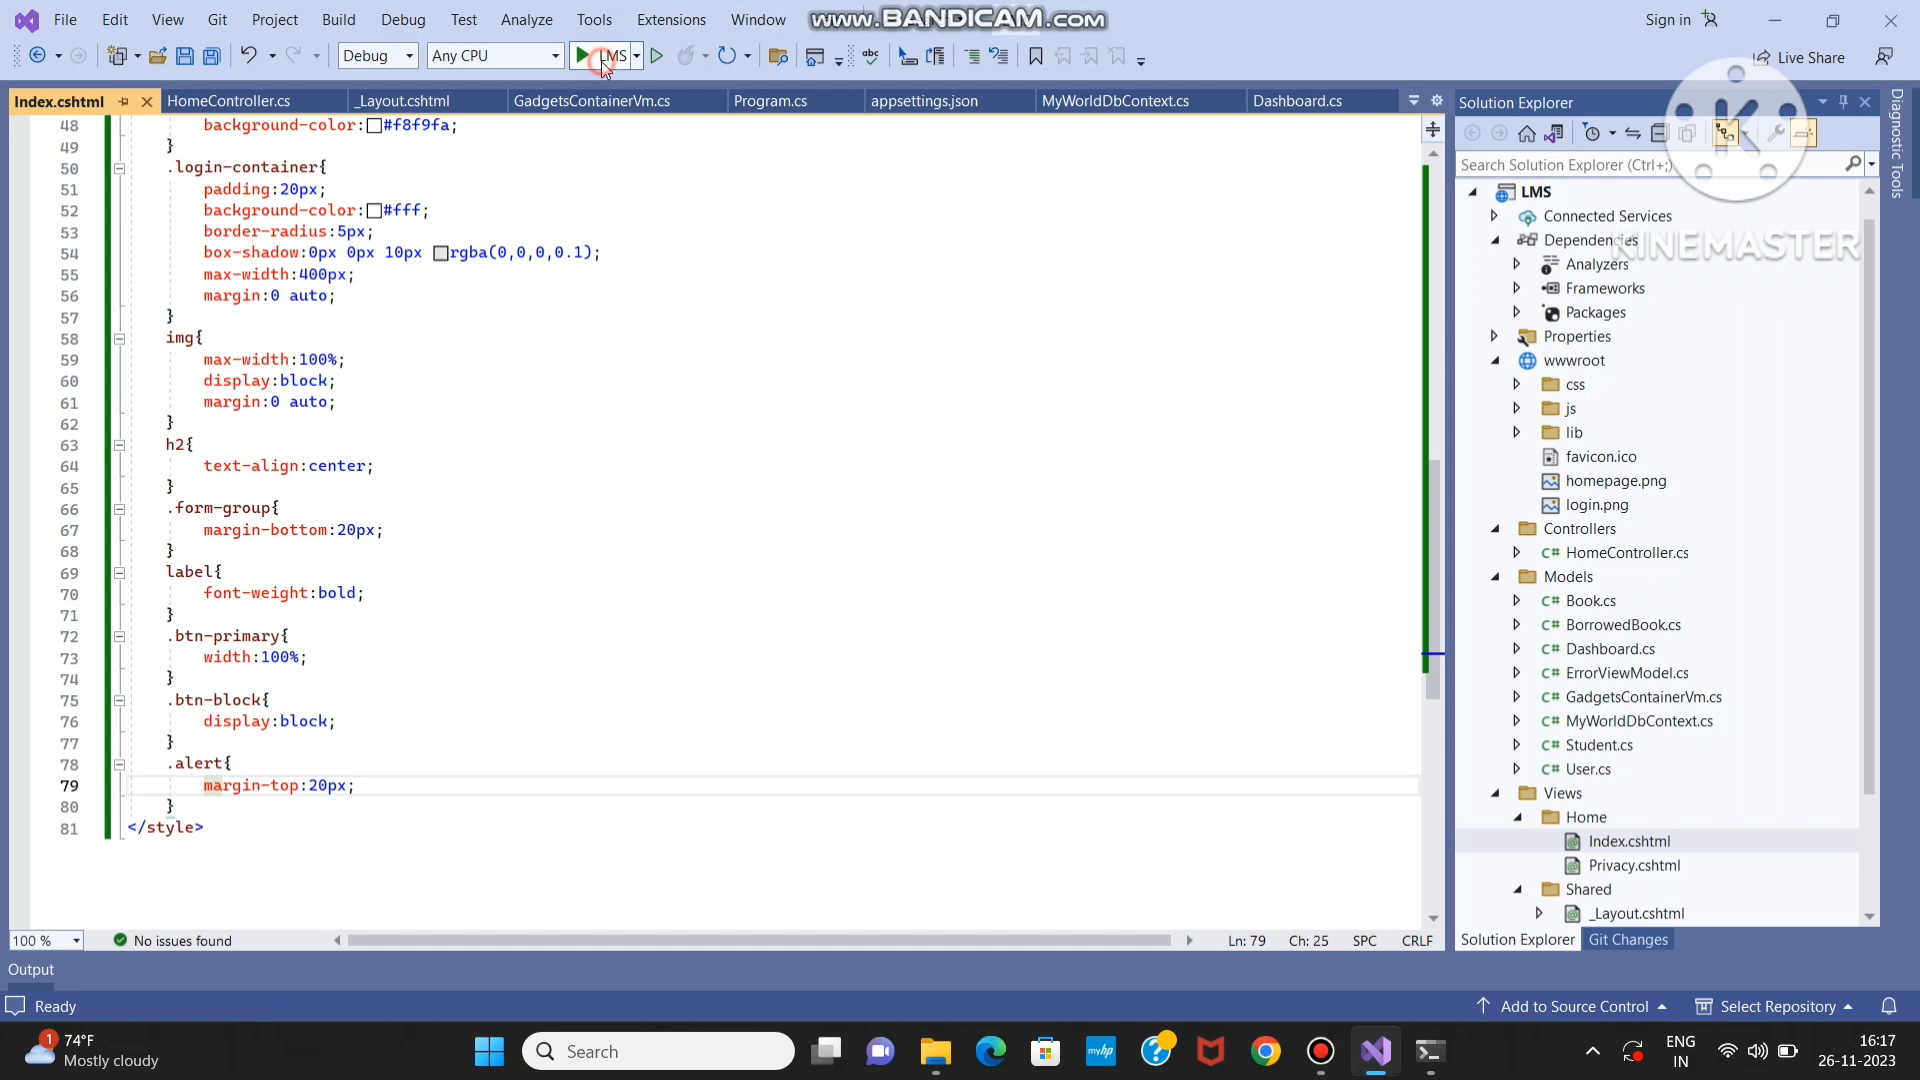 File Edit View Git Project Build Debug Test Analyze Tools Extensions Window
www.BANDICAM.com
Sign in
Debug Any CPU LMS
Live Share
Index.cshtml HomeController.cs _Layout.cshtml GadgetsContainerVm.cs Program.cs appsettings.json MyWorldDbContext.cs Dashboard.cs
48 background-color:#f8f9fa;
49 }
50 .login-container{
51 padding:20px;
52 background-color:#fff;
53 border-radius:5px;
54 box-shadow:0px 0px 10px rgba(0,0,0,0.1);
55 max-width:400px;
56 margin:0 auto;
57 }
58 img{
59 max-width:100%;
60 display:block;
61 margin:0 auto;
62 }
63 h2{
64 text-align:center;
65 }
66 .form-group{
67 margin-bottom:20px;
68 }
69 label{
70 font-weight:bold;
71 }
72 .btn-primary{
73 width:100%;
74 }
75 .btn-block{
76 display:block;
77 }
78 .alert{
79 margin-top:20px;
80 }
81 </style>
100 % No issues found Ln: 79 Ch: 25 SPC CRLF
Solution Explorer
Search Solution Explorer (Ctrl+;)
K
KINEMASTER
LMS
Connected Services
Dependencies
Analyzers
Frameworks
Packages
Properties
wwwroot
css
js
lib
favicon.ico
homepage.png
login.png
Controllers
C# HomeController.cs
Models
C# Book.cs
C# BorrowedBook.cs
C# Dashboard.cs
C# ErrorViewModel.cs
C# GadgetsContainerVm.cs
C# MyWorldDbContext.cs
C# Student.cs
C# User.cs
Views
Home
Index.cshtml
Privacy.cshtml
Shared
_Layout.cshtml
Solution Explorer Git Changes
Diagnostic Tools
Output
Ready
Add to Source Control Select Repository
1
74°F
Mostly cloudy
Search
myhp
ENG
IN
16:17
26-11-2023